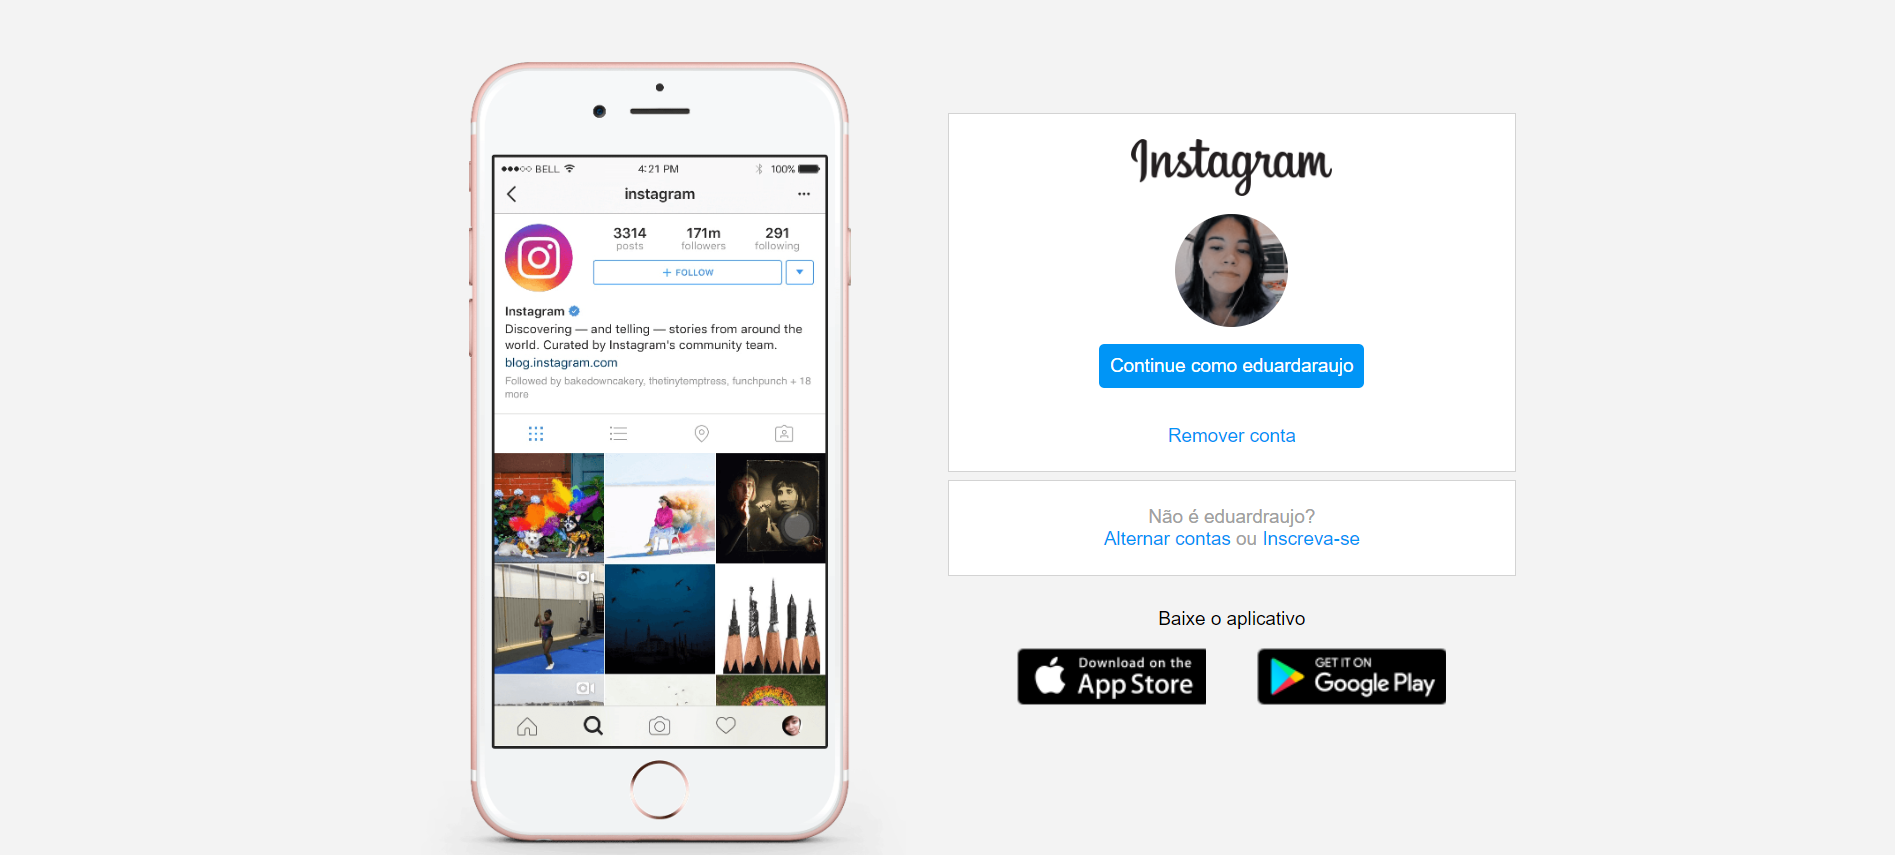 BELL 4:21 PM 100%
instagram
3314 171m 291
posts followers following
+ FOLLOW
Instagram
Discovering — and telling — stories from around the
world. Curated by Instagram's community team.
blog.instagram.com
Followed by bakedowncakery, thetinytemptress, funchpunch + 18
more
Instagram
Continue como eduardaraujo
Remover conta
Não é eduardraujo?
Alternar contas ou Inscreva-se
Baixe o aplicativo
Download on the
App Store
GET IT ON
Google Play